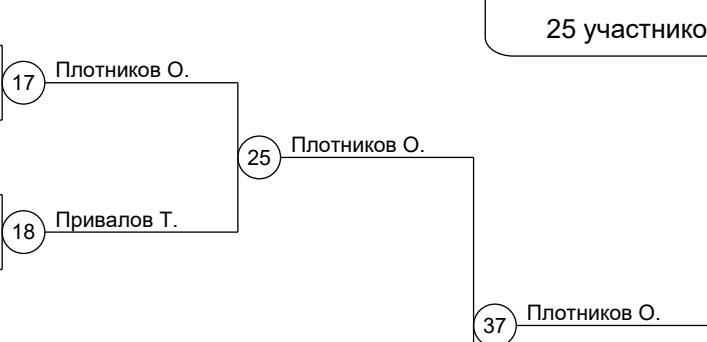 25 участнико
17 Плотников О.
25 Плотников О.
18 Привалов Т.
37 Плотников О.